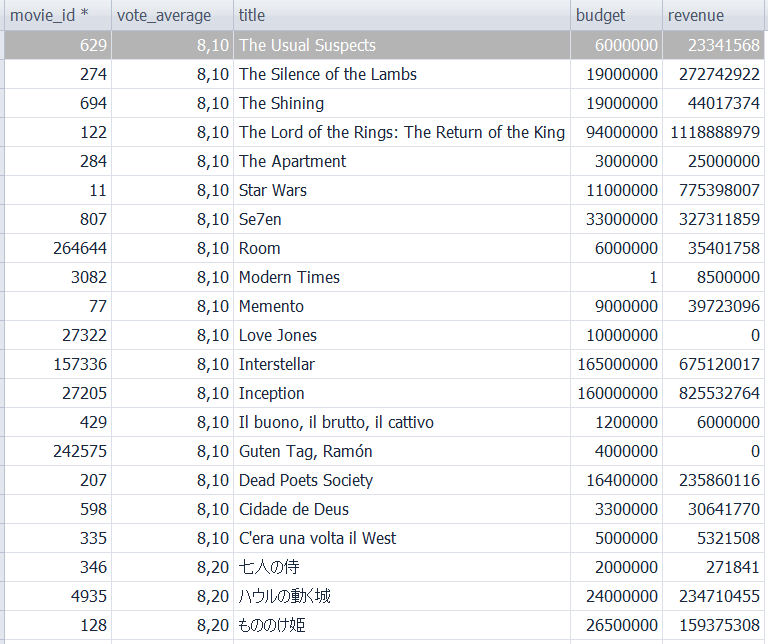 movie_id * vote_average title budget revenue
629 8,10 The Usual Suspects 6000000 23341568
274 8,10 The Silence of the Lambs 19000000 272742922
694 8,10 The Shining 19000000 44017374
122 8,10 The Lord of the Rings: The Return of the King 94000000 1118888979
284 8,10 The Apartment 3000000 25000000
11 8,10 Star Wars 11000000 775398007
807 8,10 Se7en 33000000 327311859
264644 8,10 Room 6000000 35401758
3082 8,10 Modern Times 1 8500000
77 8,10 Memento 9000000 39723096
27322 8,10 Love Jones 10000000 0
157336 8,10 Interstellar 165000000 675120017
27205 8,10 Inception 160000000 825532764
429 8,10 Il buono, il brutto, il cattivo 1200000 6000000
242575 8,10 Guten Tag, Ramón 4000000 0
207 8,10 Dead Poets Society 16400000 235860116
598 8,10 Cidade de Deus 3300000 30641770
335 8,10 C'era una volta il West 5000000 5321508
346 8,20 七人の侍 2000000 271841
4935 8,20 ハウルの動く城 24000000 234710455
128 8,20 もののけ姫 26500000 159375308